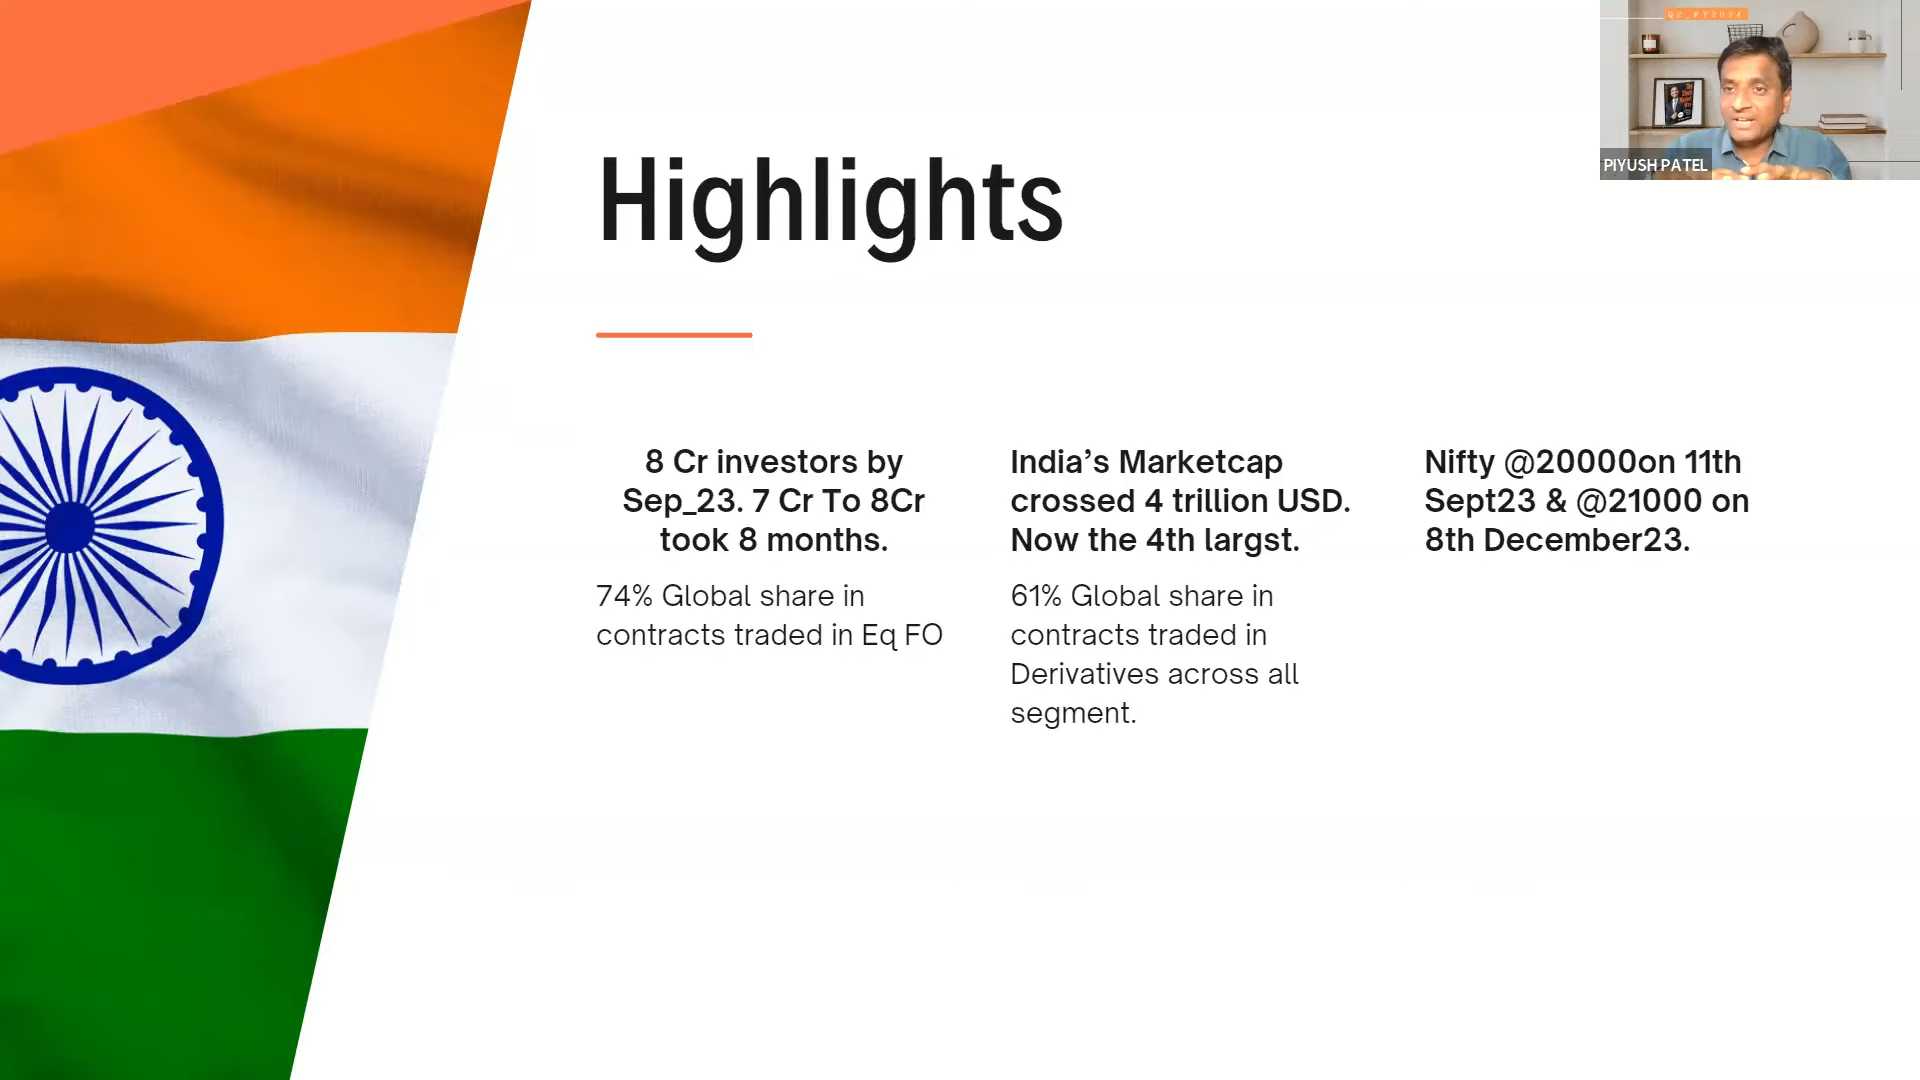 Q2_FY2024
PIYUSH PATEL
Highlights
8 Cr investors by
Sep_23. 7 Cr To 8Cr
took 8 months.
74% Global share in
contracts traded in Eq FO
India’s Marketcap
crossed 4 trillion USD.
Now the 4th largst.
61% Global share in
contracts traded in
Derivatives across all
segment.
Nifty @20000on 11th
Sept23 & @21000 on
8th December23.